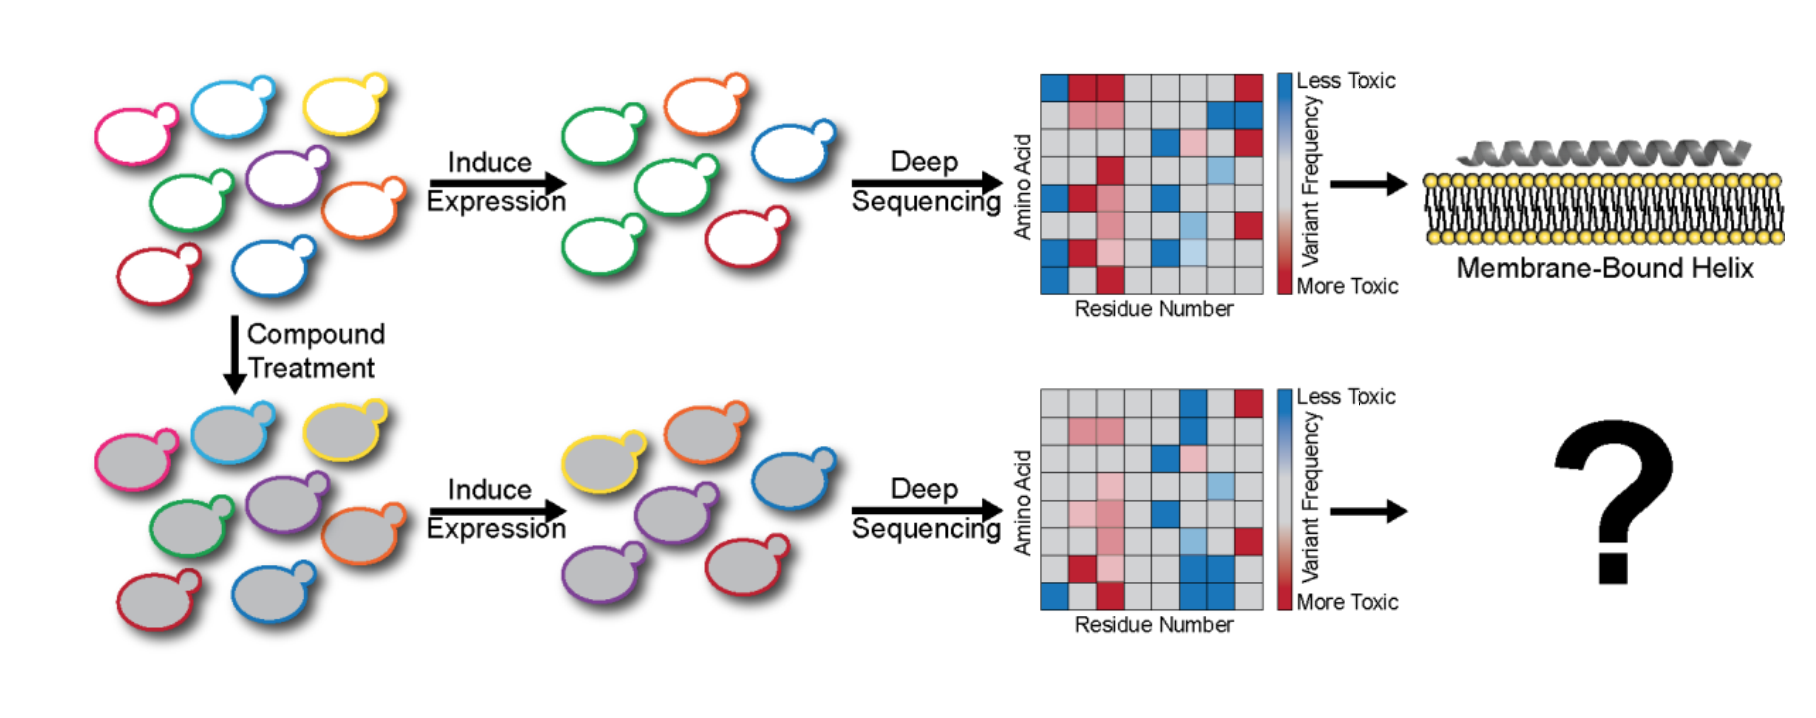 Induce
Expression
Deep
Sequencing
Amino Acid
Residue Number
Less Toxic
Variant Frequency
More Toxic
Membrane-Bound Helix
Compound
Treatment
Induce
Expression
Deep
Sequencing
Amino Acid
Residue Number
Less Toxic
Variant Frequency
More Toxic
?